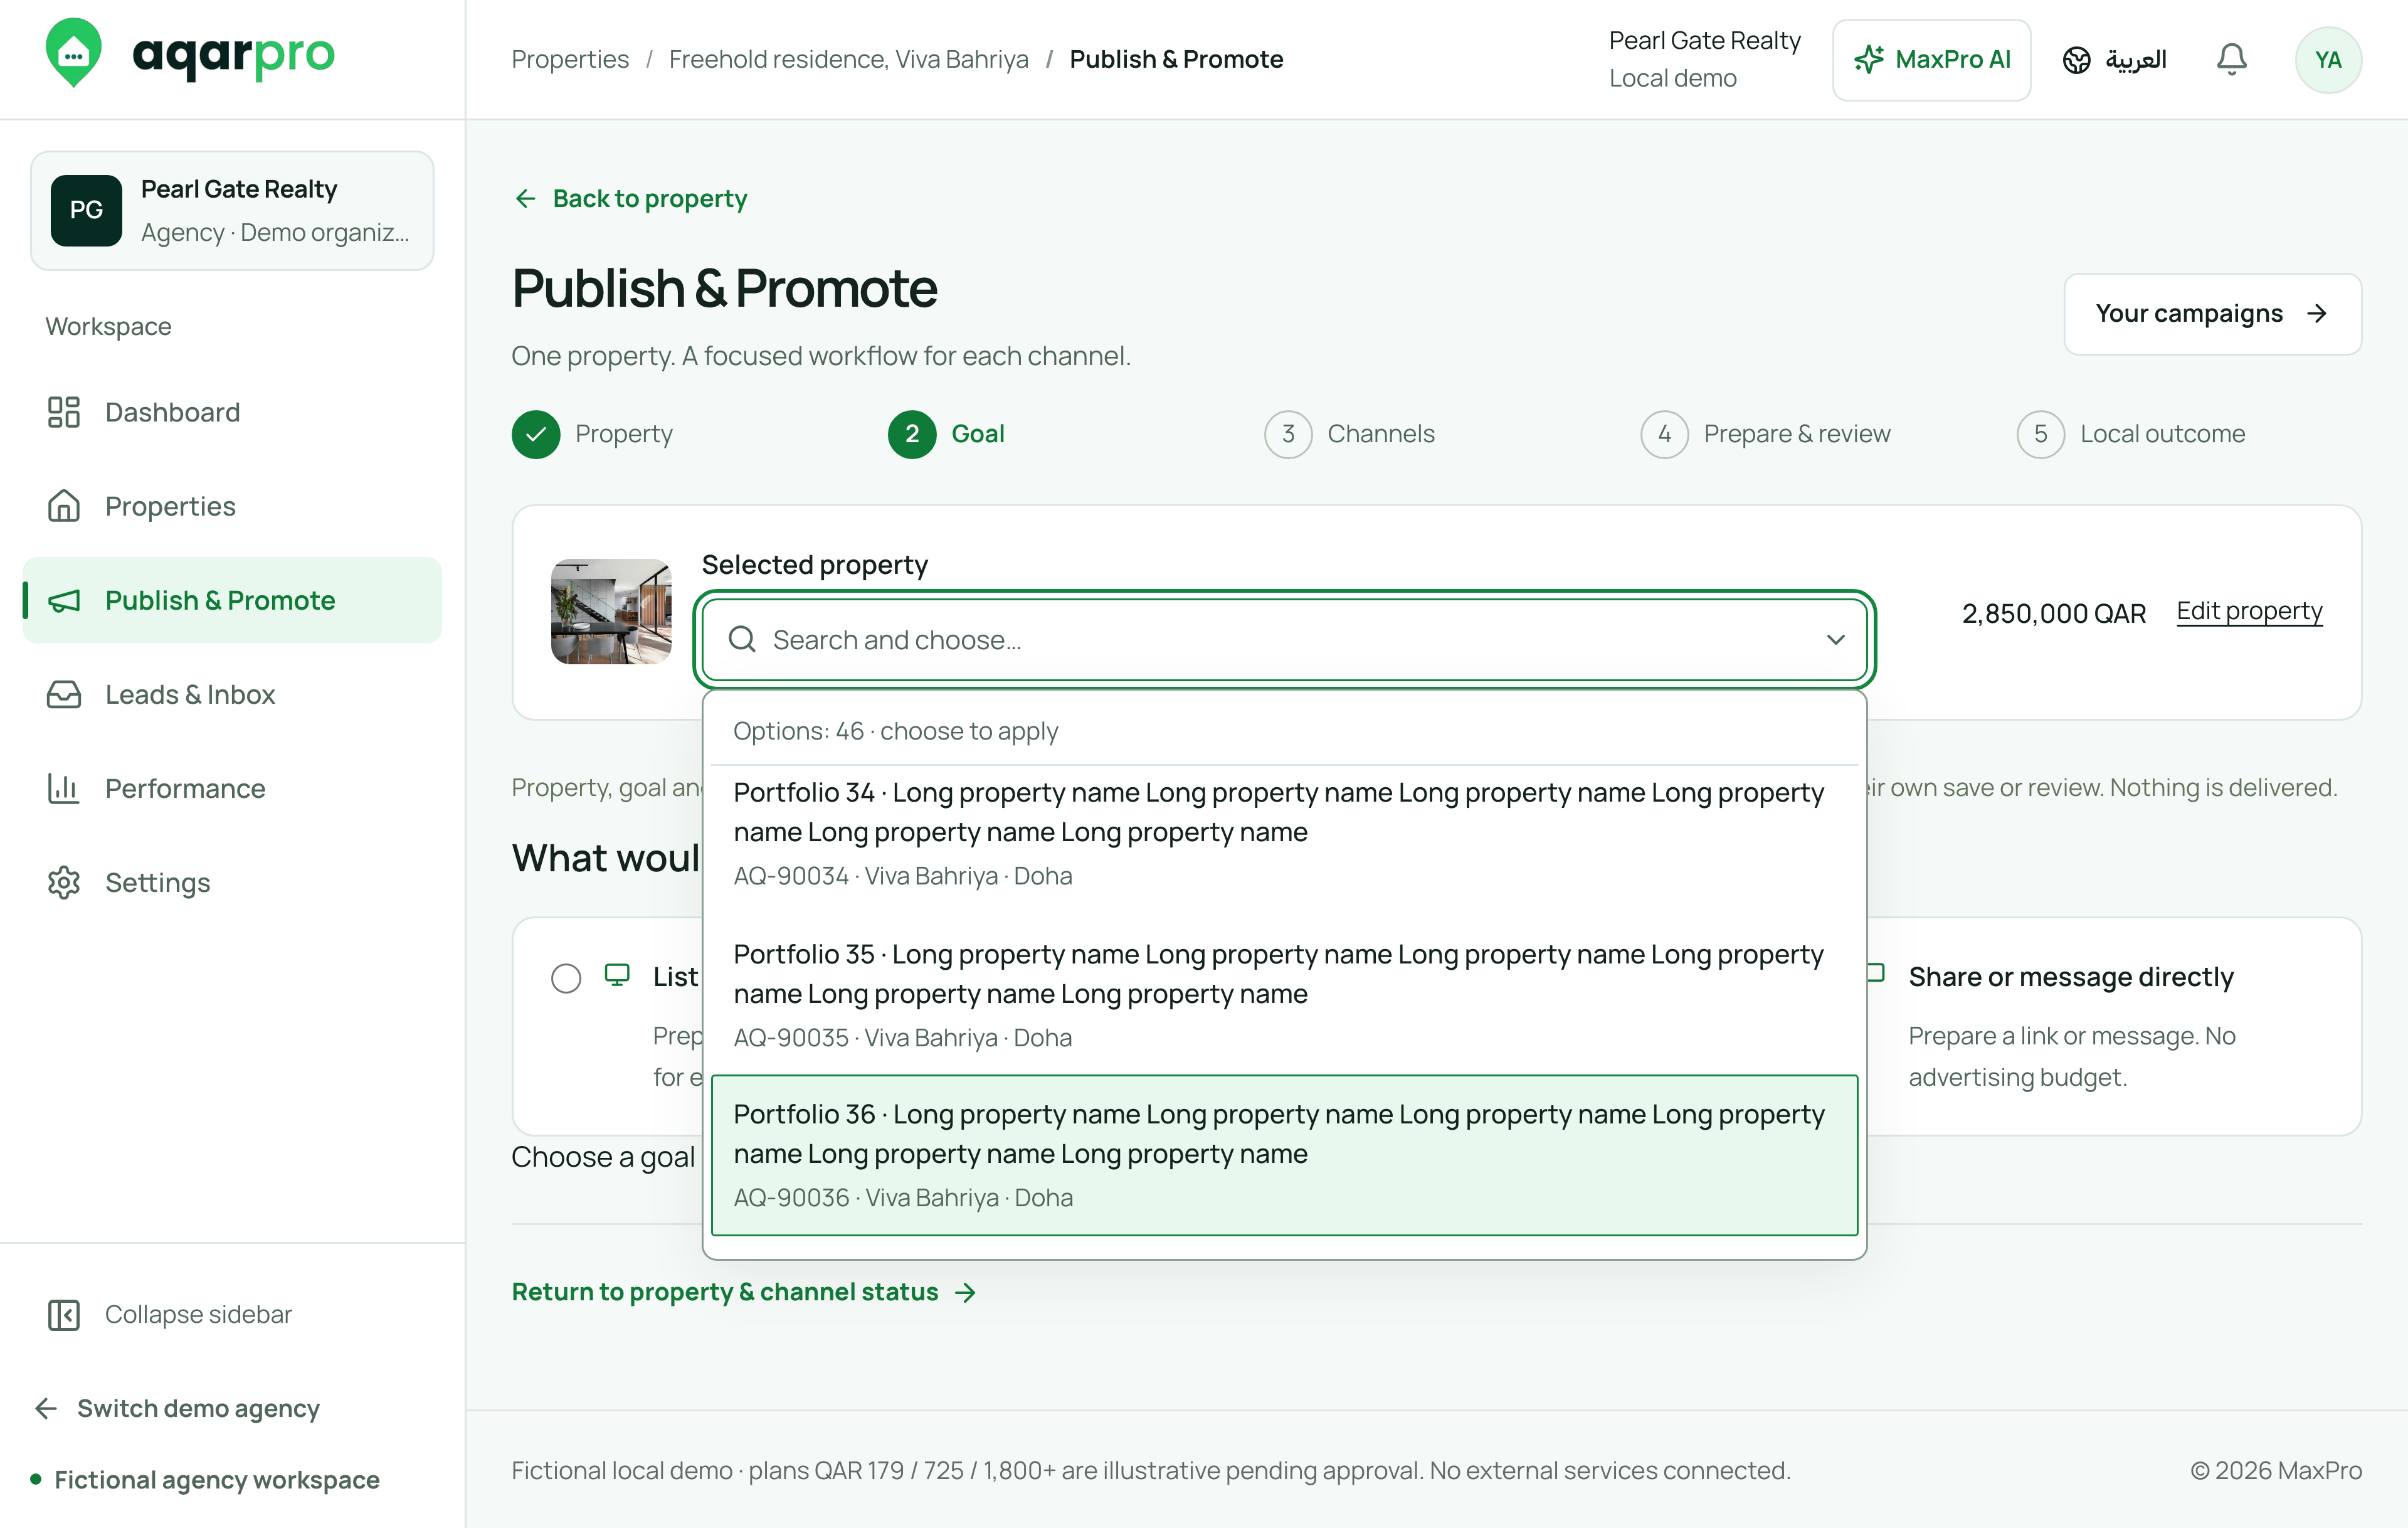 aqarpro
Properties / Freehold residence, Viva Bahriya / Publish & Promote
Pearl Gate Realty
Local demo
MaxPro AI
العربية
YA
PG
Pearl Gate Realty
Agency · Demo organiz...
Workspace
Dashboard
Properties
Publish & Promote
Leads & Inbox
Performance
Settings
Collapse sidebar
Switch demo agency
Fictional agency workspace
Back to property
Publish & Promote
One property. A focused workflow for each channel.
Your campaigns
Property
2 Goal
3 Channels
4 Prepare & review
5 Local outcome
Selected property
Search and choose...
2,850,000 QAR
Edit property
Options: 46 · choose to apply
Portfolio 34 · Long property name Long property name Long property name Long property
name Long property name Long property name
AQ-90034 · Viva Bahriya · Doha
Portfolio 35 · Long property name Long property name Long property name Long property
name Long property name Long property name
AQ-90035 · Viva Bahriya · Doha
Portfolio 36 · Long property name Long property name Long property name Long property
name Long property name Long property name
AQ-90036 · Viva Bahriya · Doha
Property, goal
own save or review. Nothing is delivered.
What
List
for
Share or message directly
Prepare a link or message. No
advertising budget.
Choose a goal
Return to property & channel status
Fictional local demo · plans QAR 179 / 725 / 1,800+ are illustrative pending approval. No external services connected.
© 2026 MaxPro